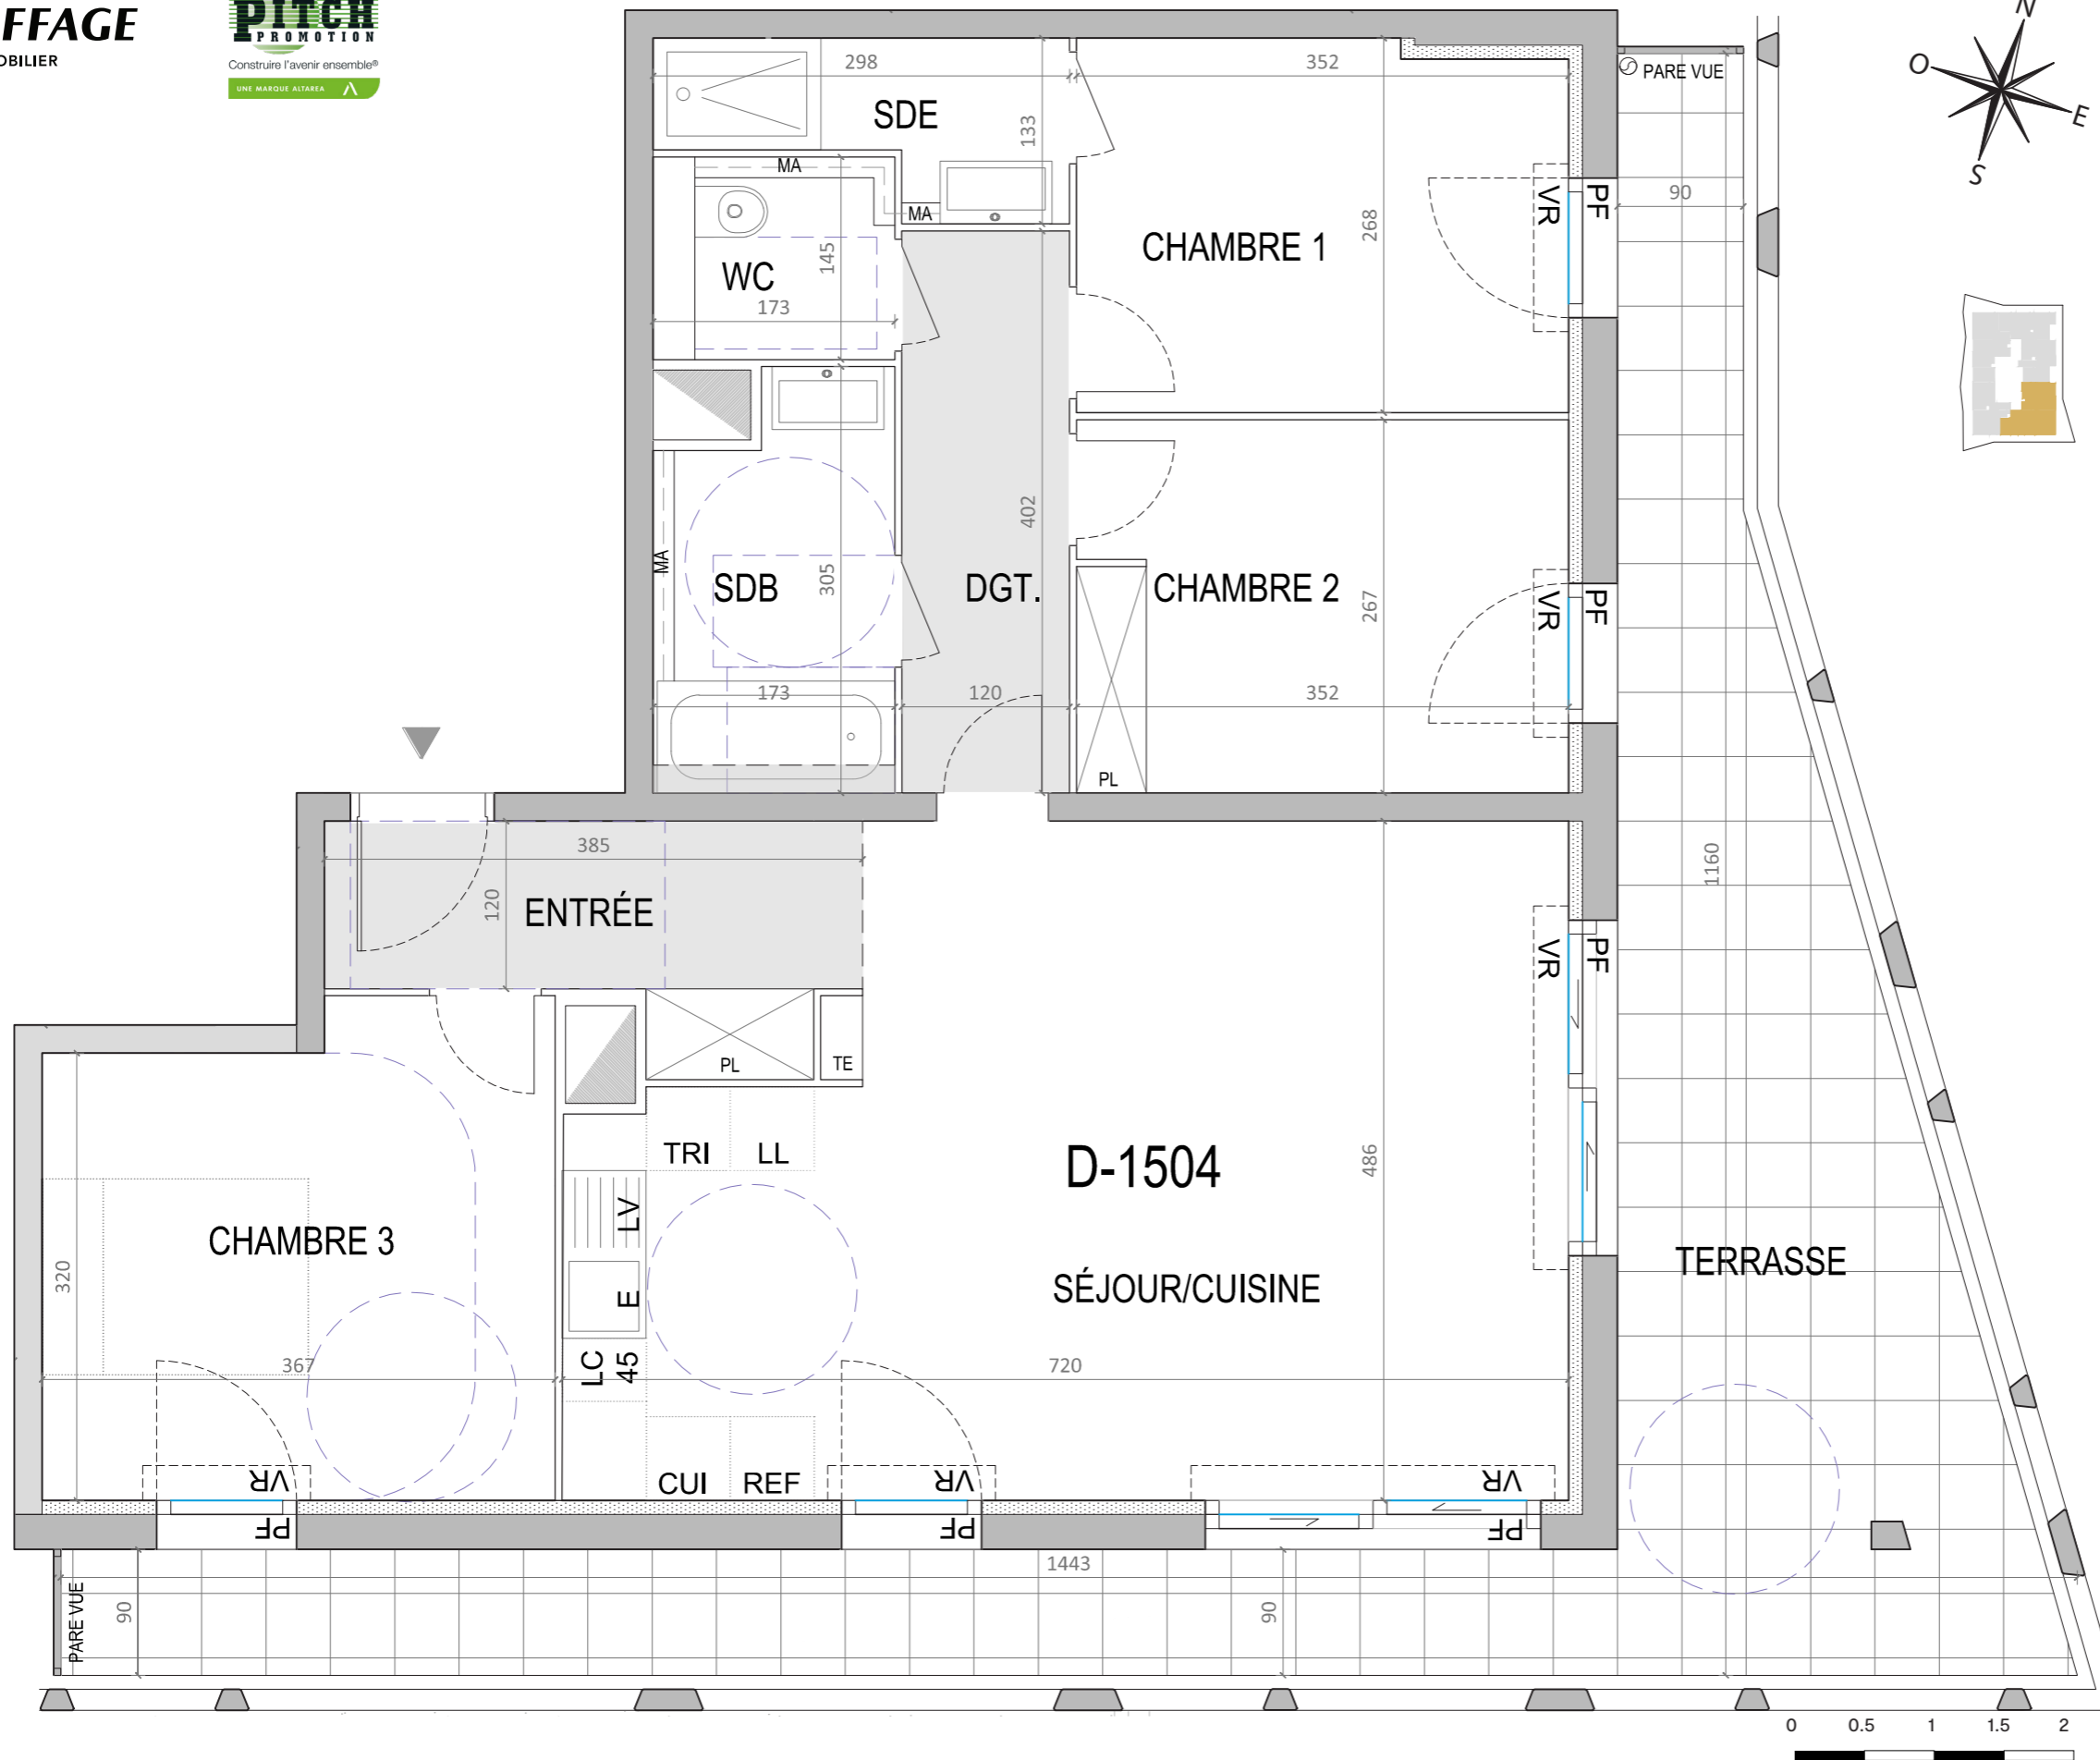 FFAGE
OBILIER
PITCH
PROMOTION
Construire l'avenir ensemble®
UNE MARQUE ALTAREA
N
O
E
S
PARE VUE
298
352
SDE
133
MA
MA
CHAMBRE 1
268
VR
PF
90
WC
145
173
402
MA
SDB
305
DGT.
CHAMBRE 2
267
VR
PF
173
120
352
PL
385
120
ENTRÉE
1160
VR
PF
PL
TE
TRI
LL
D-1504
486
LV
CHAMBRE 3
320
E
SÉJOUR/CUISINE
TERRASSE
367
LC
45
720
CUI
REF
VR
VR
VR
PF
PF
PF
1443
PARE VUE
90
90
0 0.5 1 1.5 2